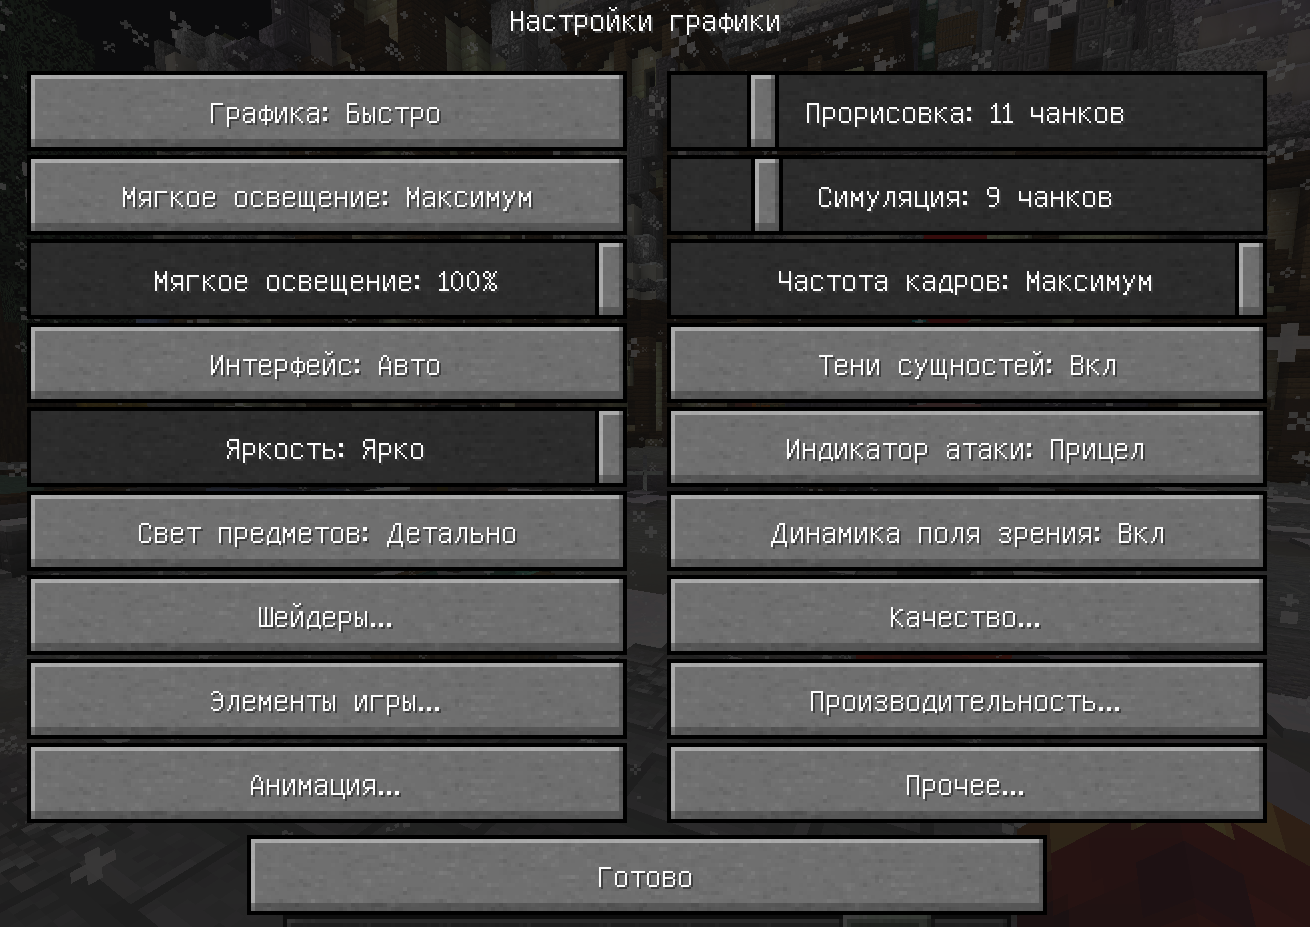 Настройки графики
Графика: Быстро
Прорисовка: 11 чанков
Мягкое освещение: Максимум
Симуляция: 9 чанков
Мягкое освещение: 100%
Частота кадров: Максимум
Интерфейс: Авто
Тени сущностей: Вкл
Яркость: Ярко
Индикатор атаки: Прицел
Свет предметов: Детально
Динамика поля зрения: Вкл
Шейдеры...
Качество...
Элементы игры...
Производительность...
Анимация...
Прочее...
Готово